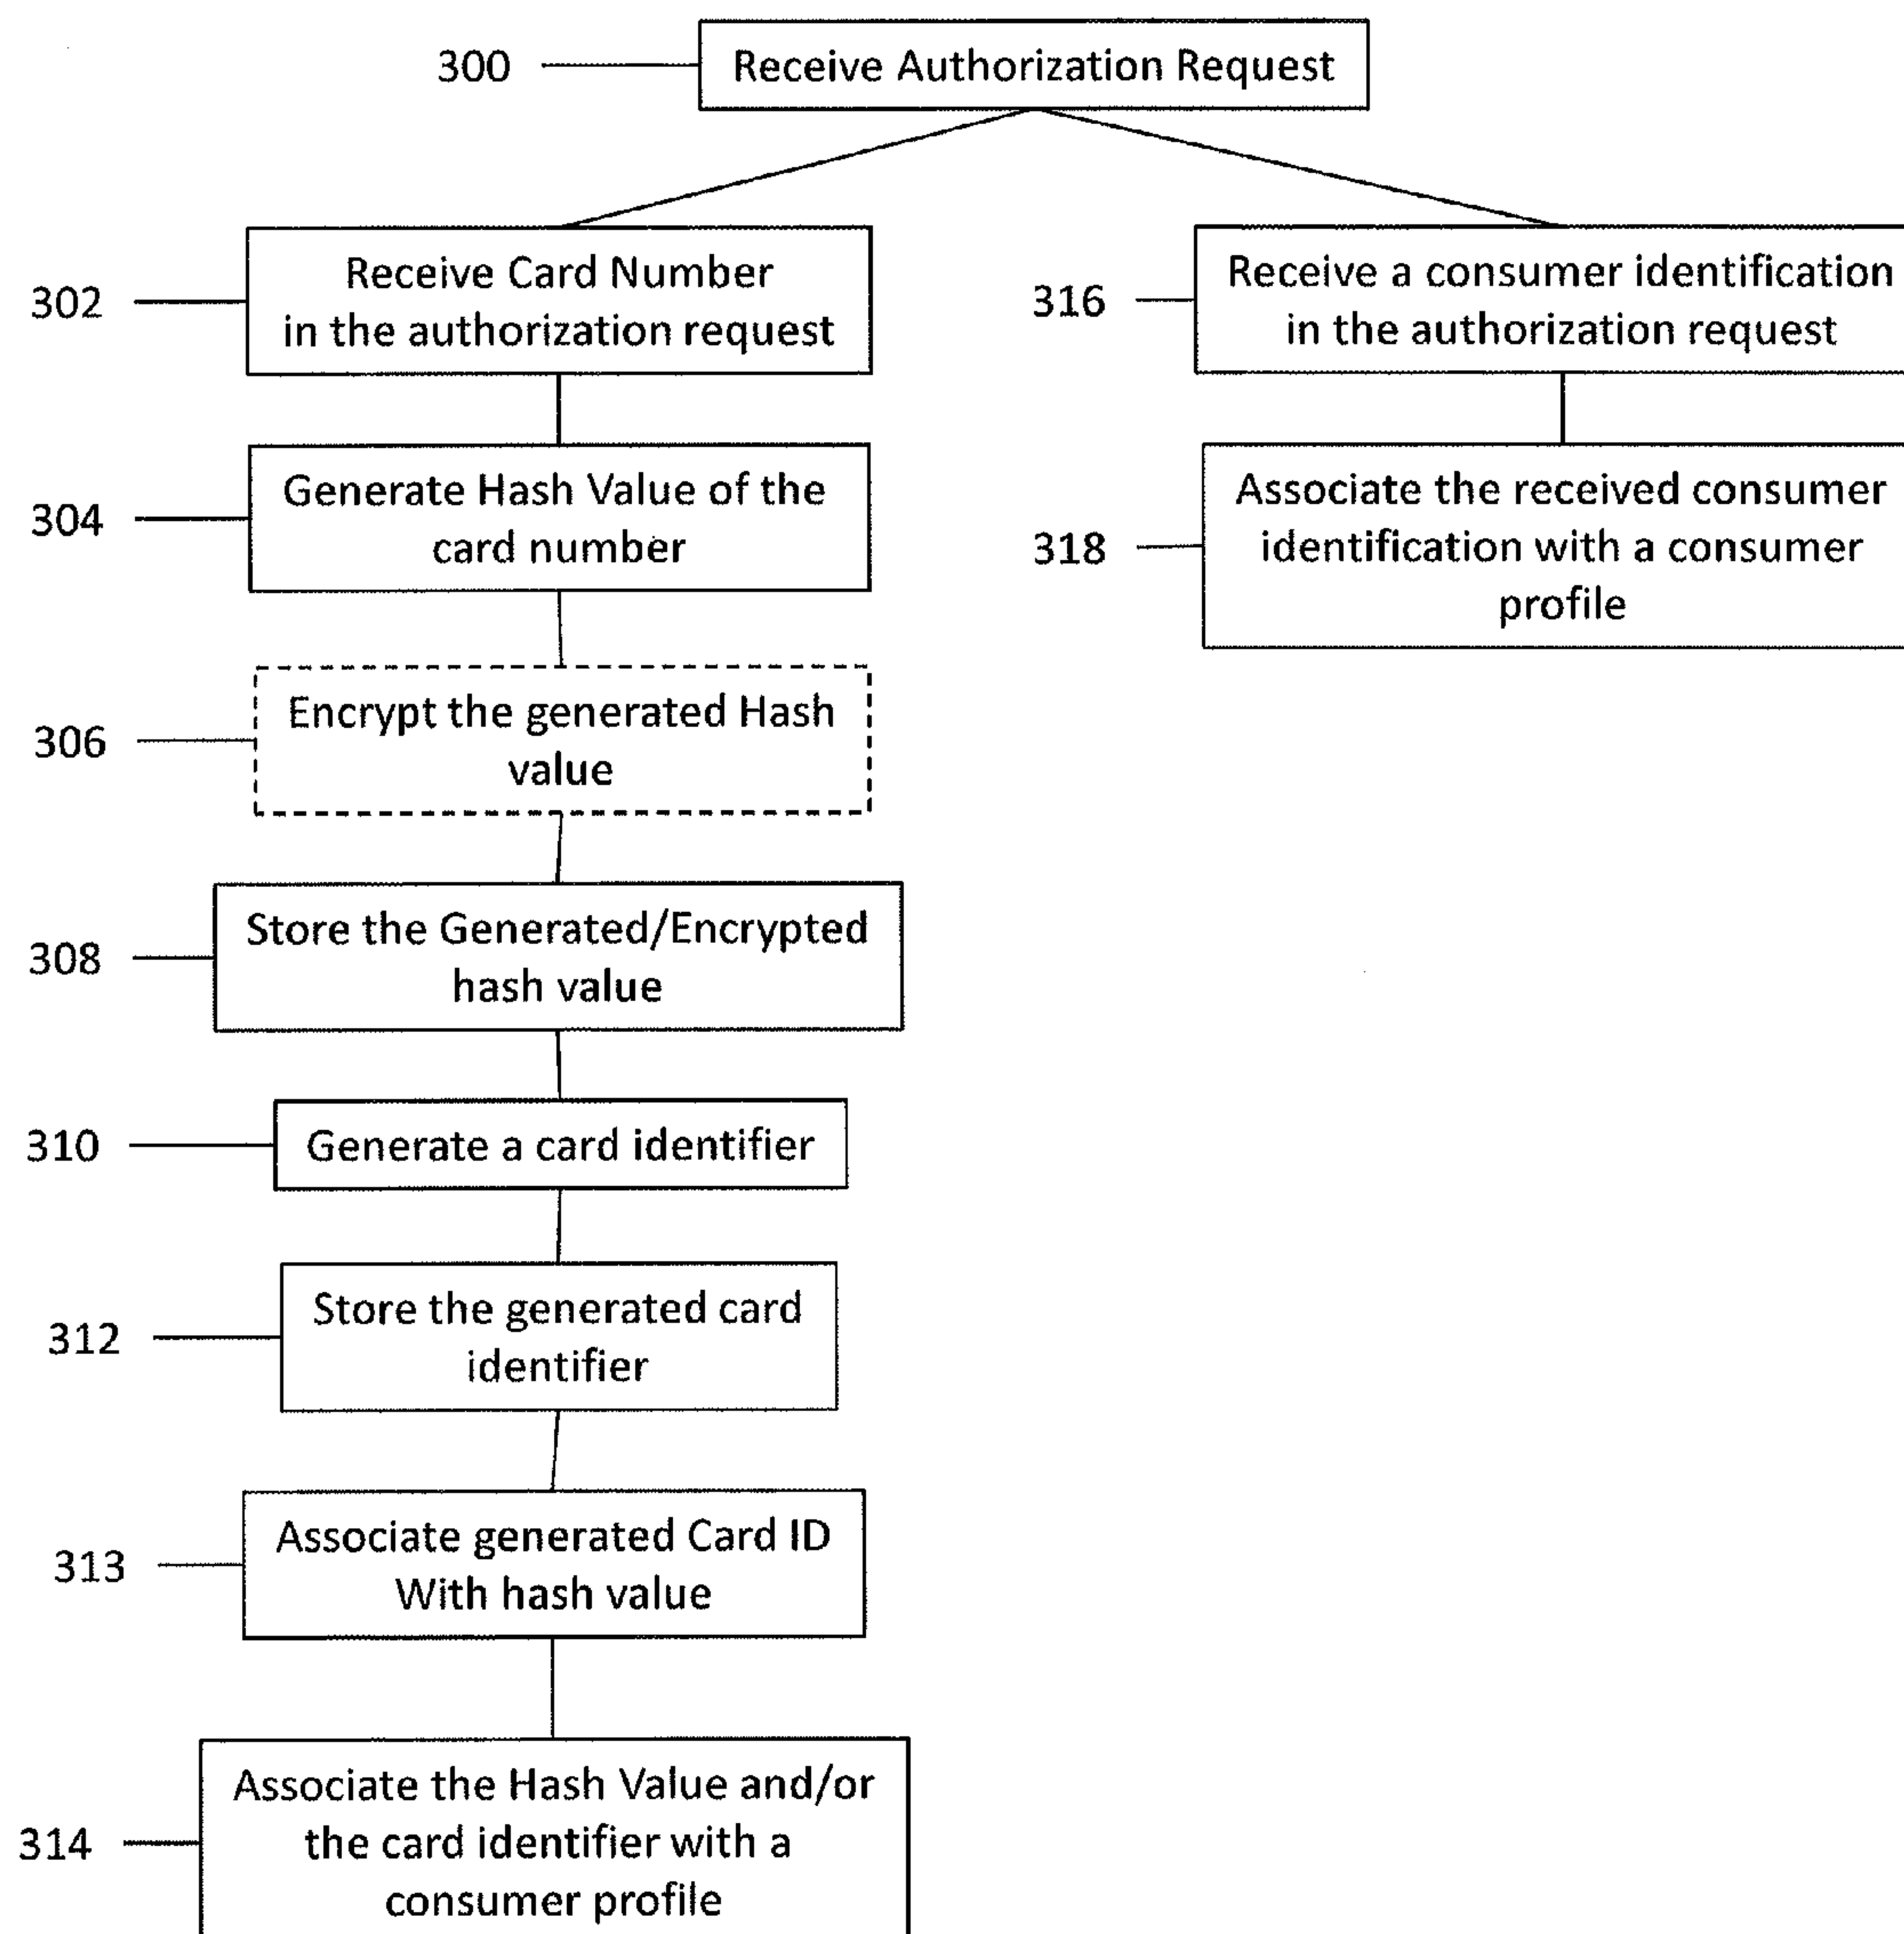 300
Receive Authorization Request
302
Receive Card Number
in the authorization request
316
Receive a consumer identification
in the authorization request
304
Generate Hash Value of the
card number
318
Associate the received consumer
identification with a consumer
profile
306
Encrypt the generated Hash
value
308
Store the Generated/Encrypted
hash value
310
Generate a card identifier
312
Store the generated card
identifier
313
Associate generated Card ID
With hash value
314
Associate the Hash Value and/or
the card identifier with a
consumer profile